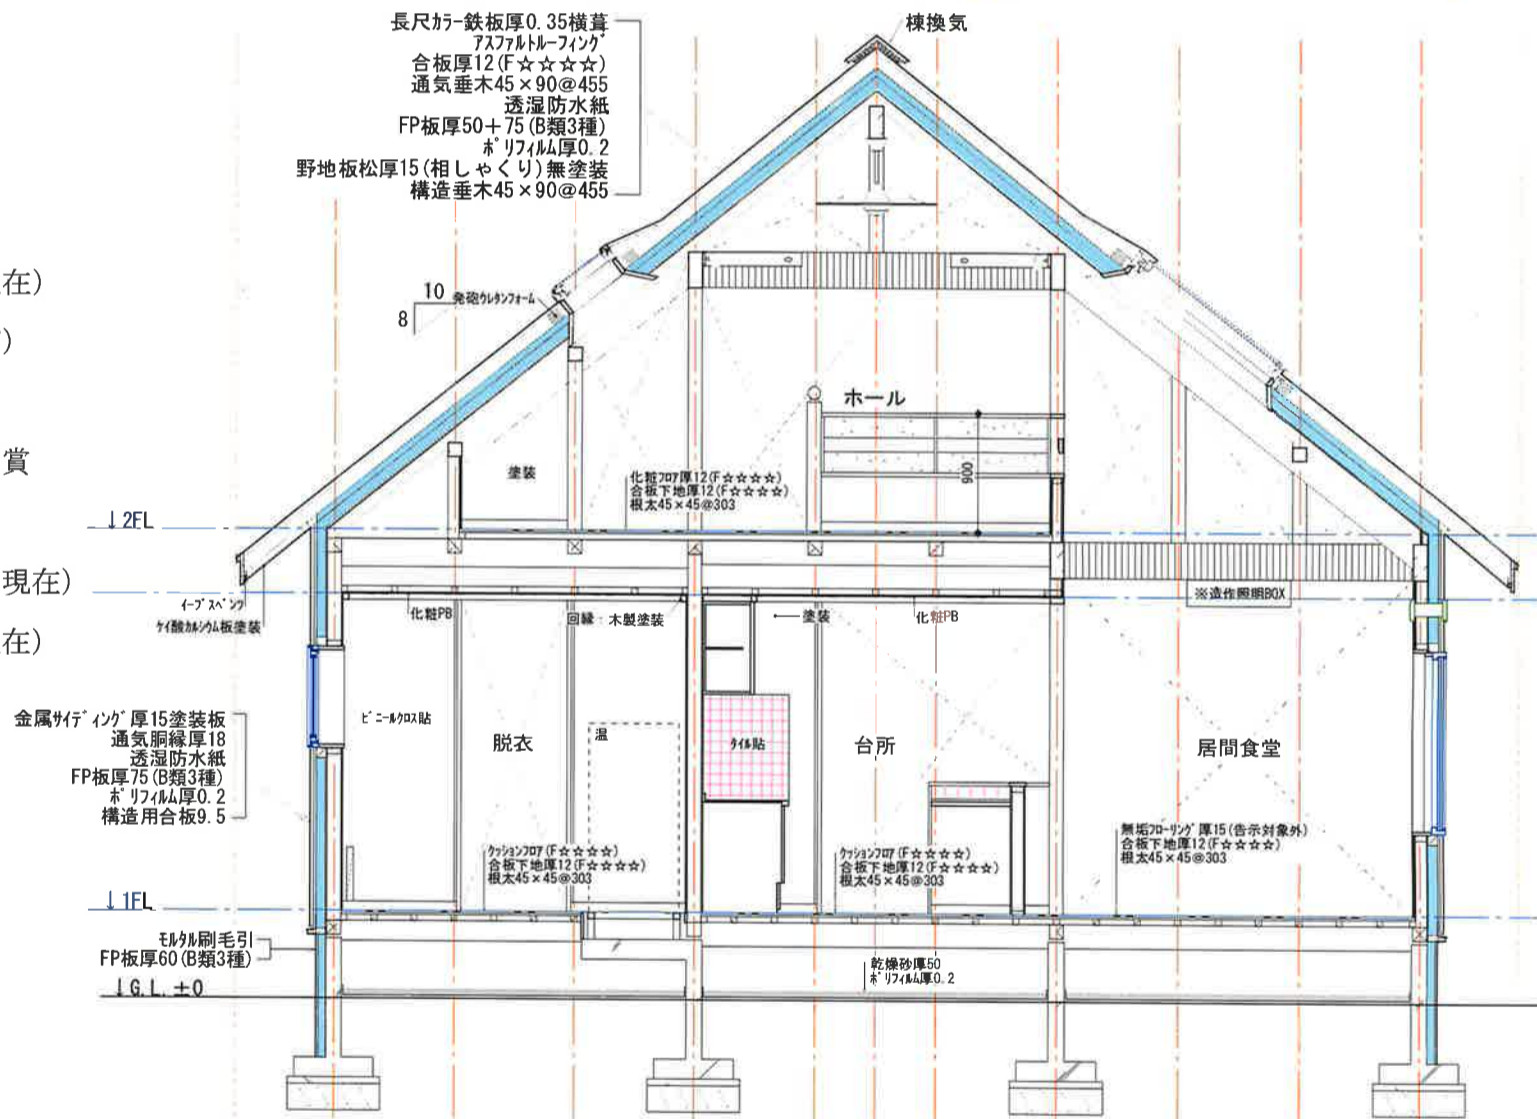 長尺カラー鉄板厚0.35横葺
アスファルトルーフィング
合板厚12(F☆☆☆☆)
通気垂木45×90@455
透湿防水紙
FP板厚50+75(B類3種)
ポリフィルム厚0.2
野地板松厚15(相しゃくり)無塗装
構造垂木45×90@455
棟換気
在)
)
賞
現在)
在)
10
8
発砲ウレタンフォーム
ホール
900
塗装
化粧フロア厚12(F☆☆☆☆)
合板下地厚12(F☆☆☆☆)
根太45×45@303
↓2FL
イーブスベンツ
ケイ酸カルシウム板塗装
化粧PB
回縁:木製塗装
塗装
化粧PB
※造作照明BOX
金属サイディング厚15塗装板
通気胴縁厚18
透湿防水紙
FP板厚75(B類3種)
ポリフィルム厚0.2
構造用合板9.5
ビニールクロス貼
脱衣
温
タイル貼
台所
居間食堂
クッションフロア(F☆☆☆☆)
合板下地厚12(F☆☆☆☆)
根太45×45@303
クッションフロア(F☆☆☆☆)
合板下地厚12(F☆☆☆☆)
根太45×45@303
無垢フローリング厚15(告示対象外)
合板下地厚12(F☆☆☆☆)
根太45×45@303
↓1FL
モルタル刷毛引
FP板厚60(B類3種)
乾燥砂厚50
ポリフィルム厚0.2
↓G.L.±0